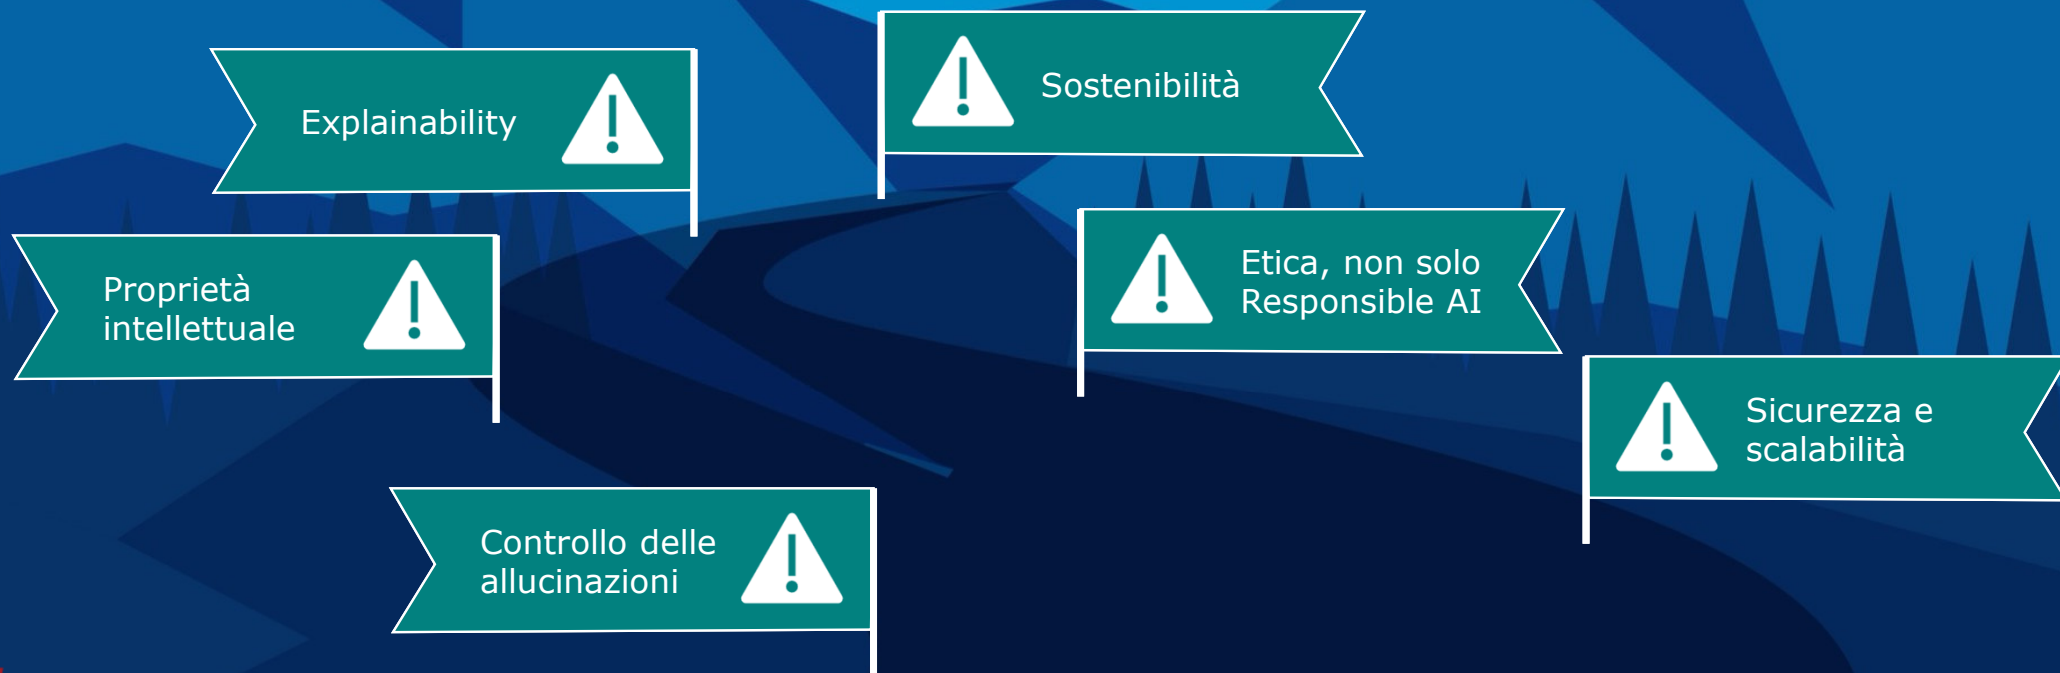 Explainability
Sostenibilità
Proprietà
intellettuale
Etica, non solo
Responsible AI
Sicurezza e
scalabilità
Controllo delle
allucinazioni